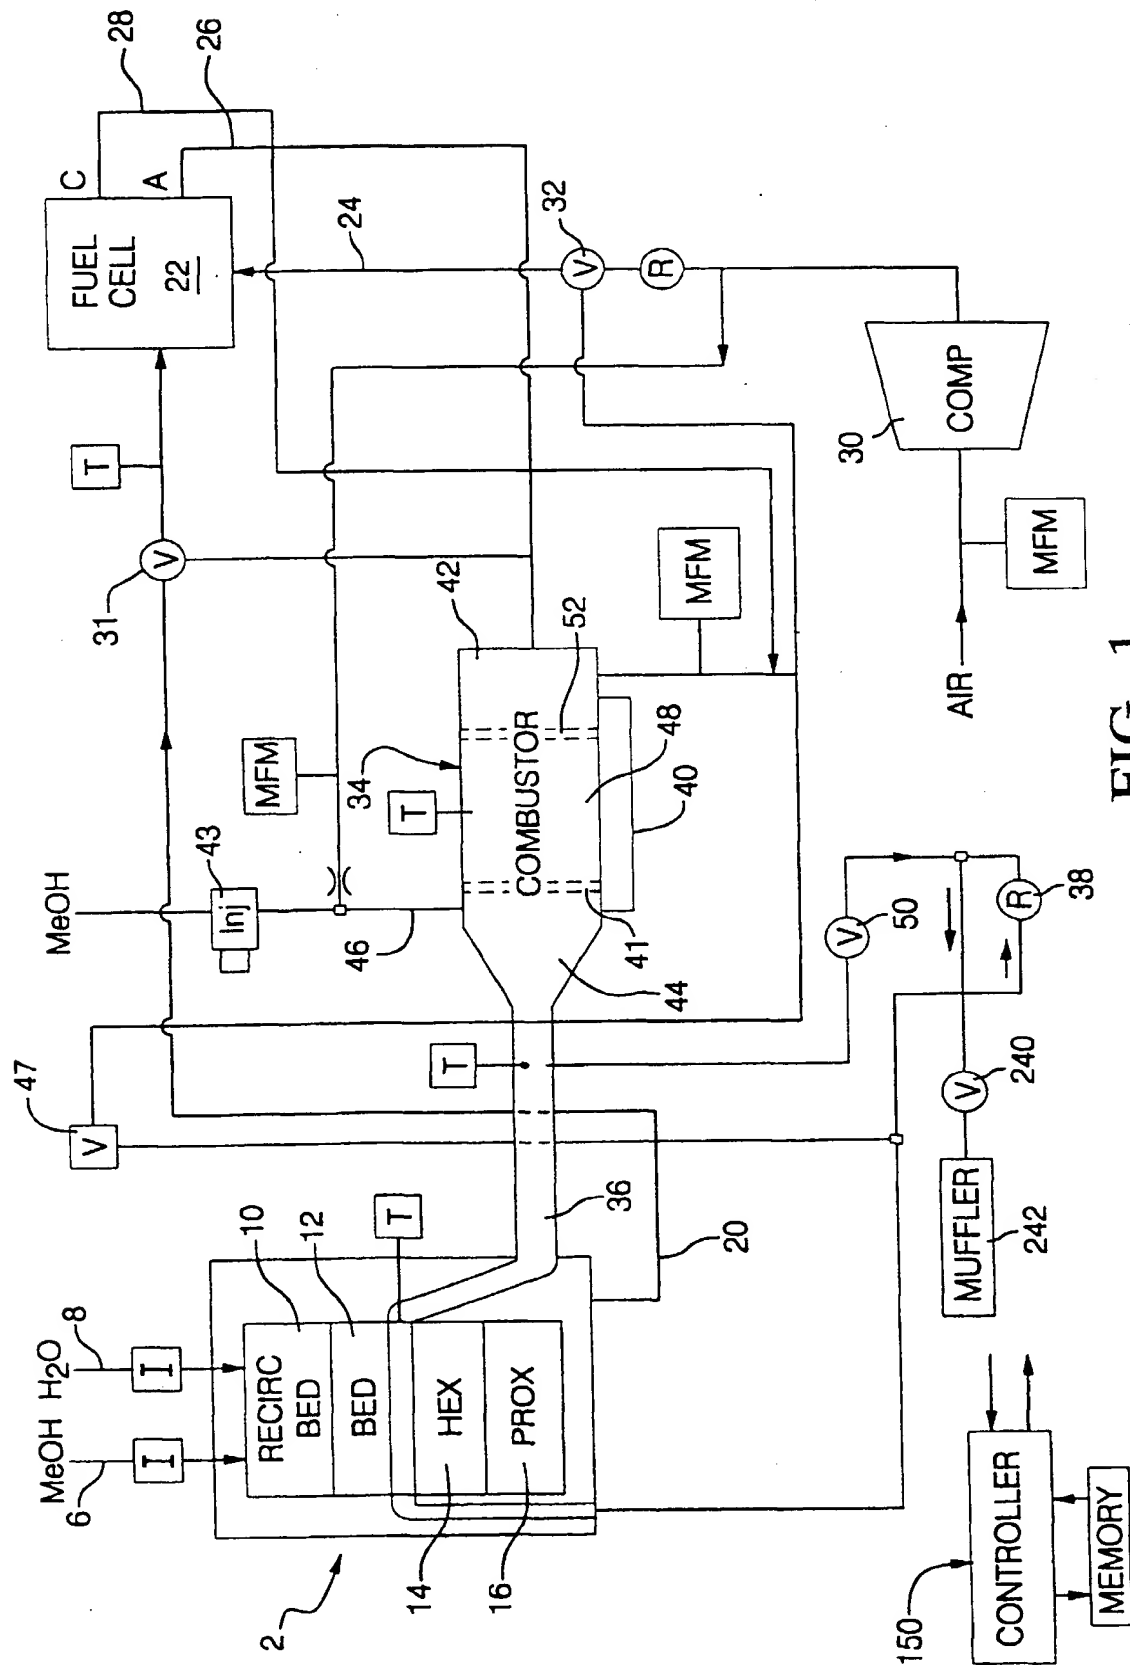 MeOH H2O
6
8
I
I
RECIRC
BED
10
BED
12
HEX
14
PROX
16
2
T
20
36
V
47
T
MeOH
Inj
43
46
MFM
T
34
COMBUSTOR
42
52
48
40
41
44
MFM
V
31
T
FUEL
CELL
22
C
A
28
26
24
V
32
R
COMP
30
AIR
MFM
V
50
R
38
V
240
MUFFLER
242
CONTROLLER
150
MEMORY